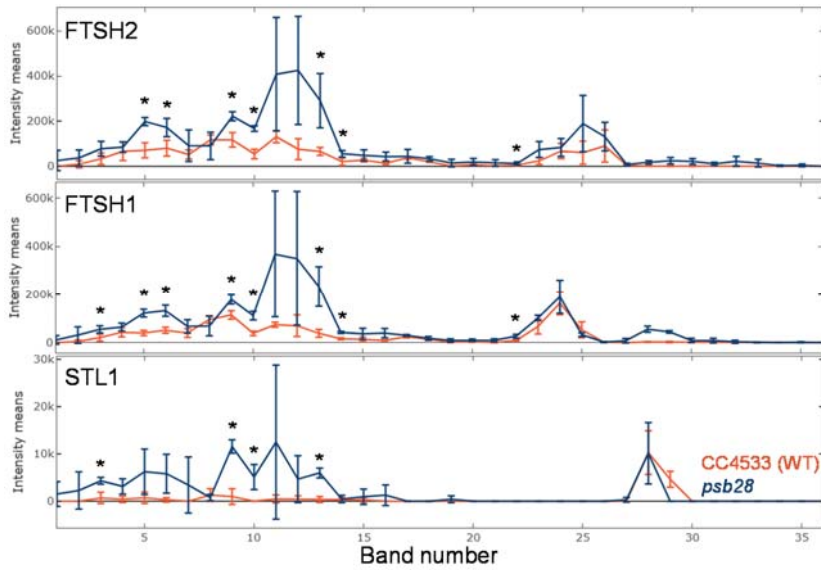 FTSH2
Intensity means
600k
400k
200k
0
* * * * * * *
FTSH1
Intensity means
600k
400k
200k
0
* * * * * * * *
STL1
Intensity means
30k
20k
10k
0
* * * *
CC4533 (WT)
psb28
5 10 15 20 25 30 35
Band number